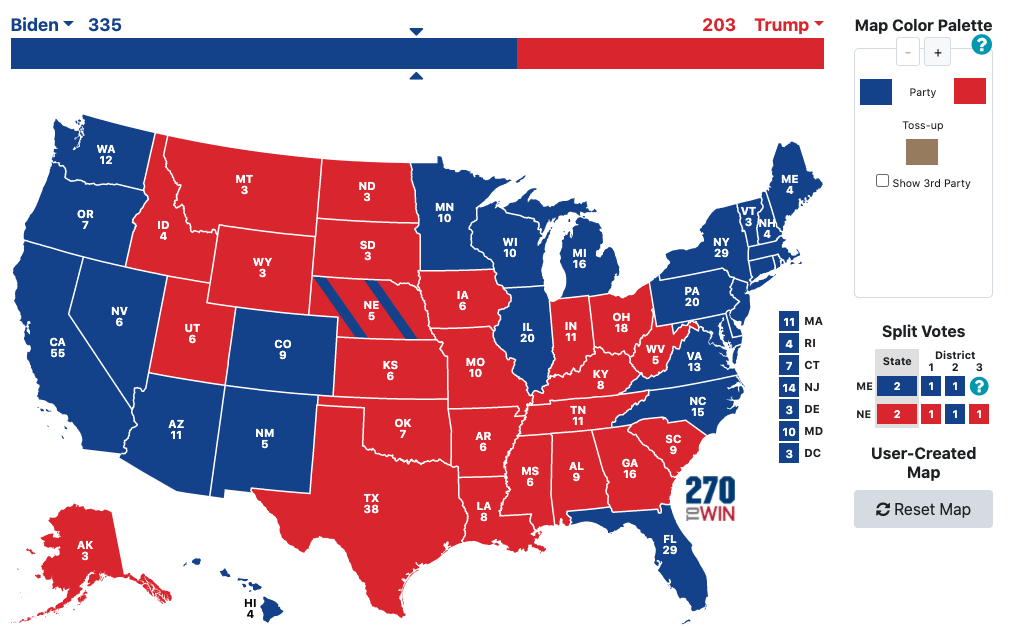 Biden 335
203 Trump
Map Color Palette
?
- +
Party
Toss-up
Show 3rd Party
WA
12
OR
7
CA
55
NV
6
ID
4
MT
3
WY
3
UT
6
CO
9
AZ
11
NM
5
ND
3
SD
3
NE
5
KS
6
OK
7
TX
38
MN
10
IA
6
MO
10
AR
6
LA
8
WI
10
IL
20
MI
16
IN
11
OH
18
KY
8
TN
11
MS
6
AL
9
GA
16
FL
29
SC
9
NC
15
VA
13
WV
5
PA
20
NY
29
VT
3
NH
4
ME
4
AK
3
HI
4
11 MA
4 RI
7 CT
14 NJ
3 DE
10 MD
3 DC
270
TO WIN
Split Votes
State District
1 2 3
ME 2 1 1 ?
NE 2 1 1 1
User-Created
Map
Reset Map